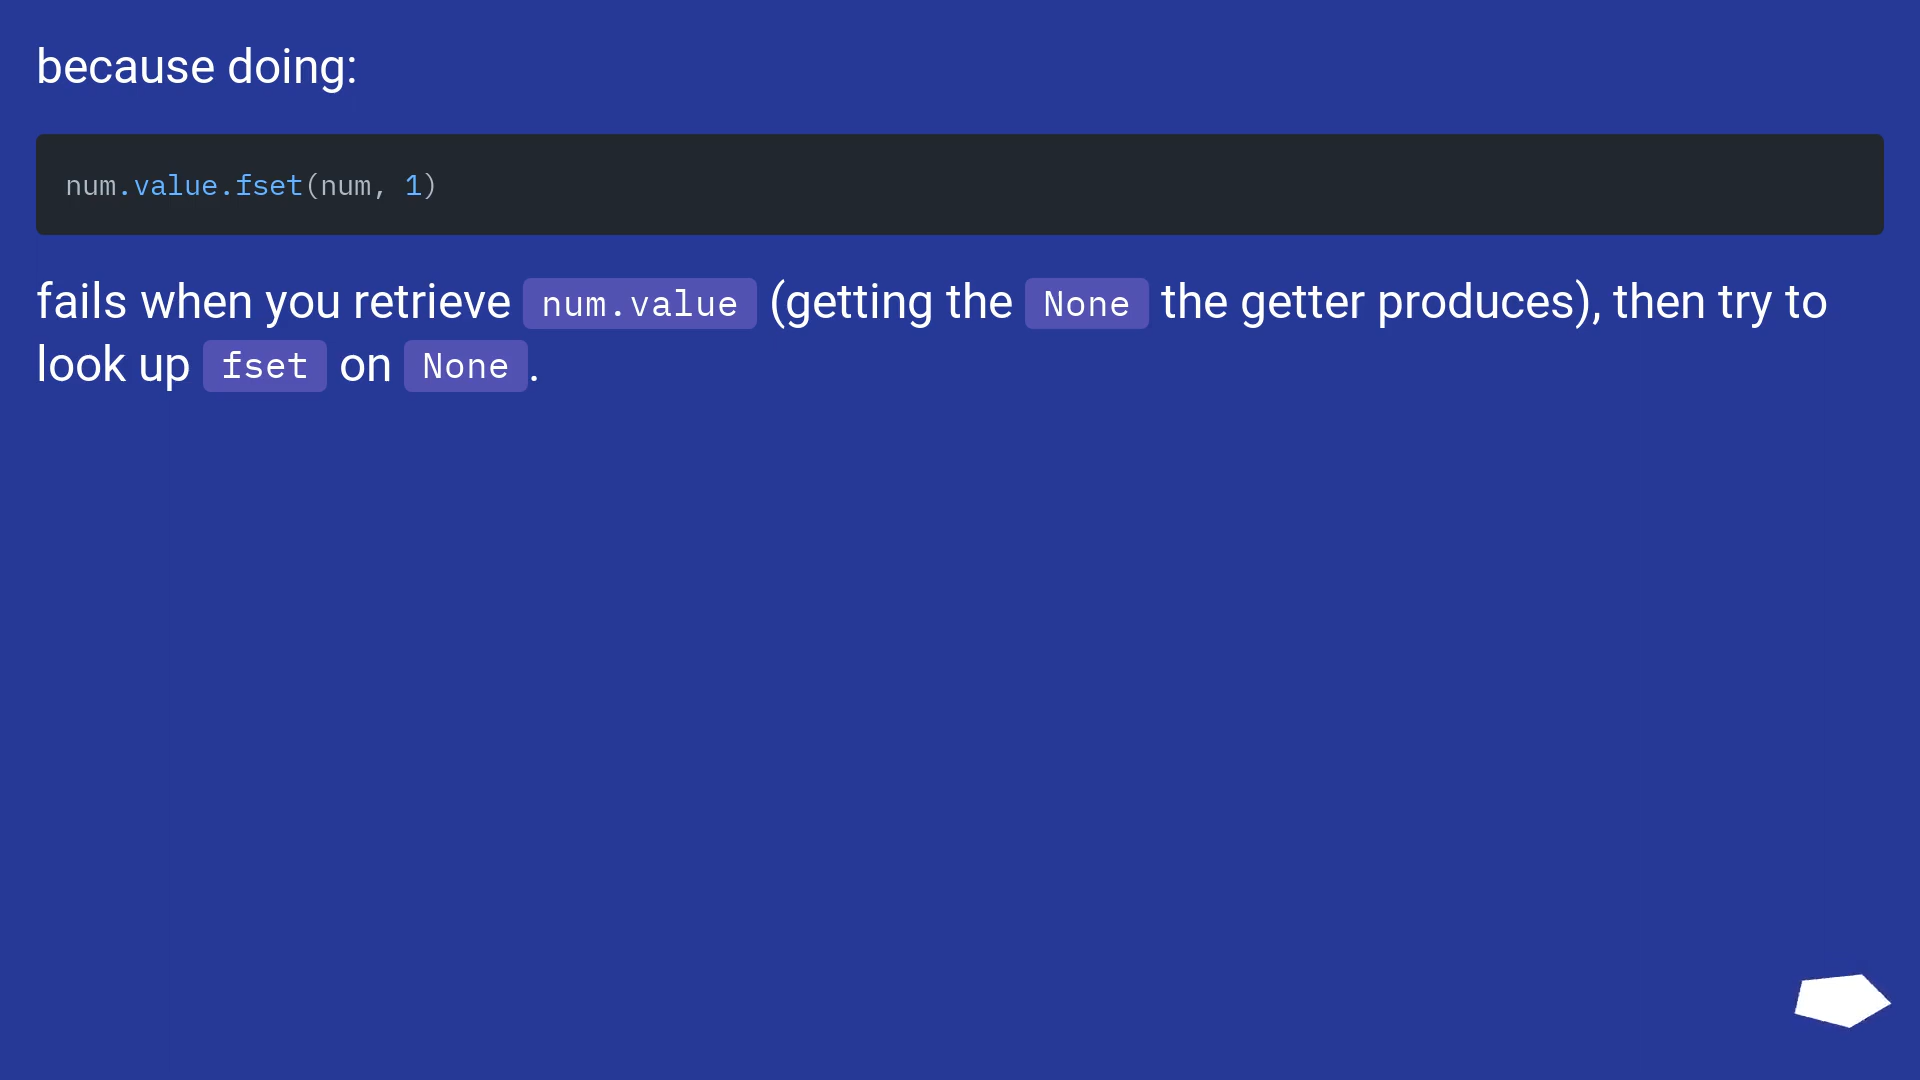 because doing:
num.value.fset(num, 1)
fails when you retrieve num.value (getting the None the getter produces), then try to
look up fset on None.